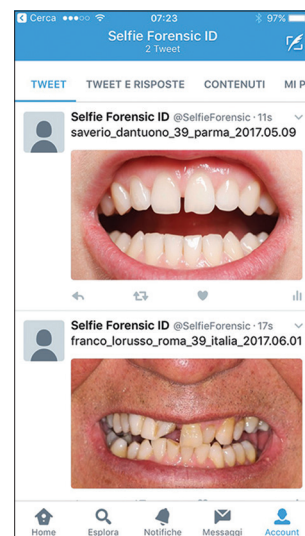 Cerca 07:23 97%
Selfie Forensic ID
2 Tweet
TWEET TWEET E RISPOSTE CONTENUTI MI P
Selfie Forensic ID @SelfieForensic · 11s
saverio_dantuono_39_parma_2017.05.09
Selfie Forensic ID @SelfieForensic · 17s
franco_lorusso_roma_39_italia_2017.06.01
Home Esplora Notifiche Messaggi Account